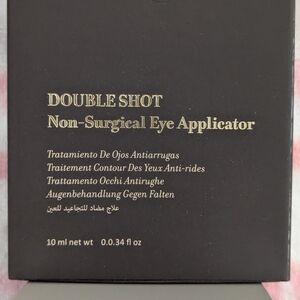 DOUBLE SHOT
Non-Surgical Eye Applicator
Tratamiento De Ojos Antiarrugas
Traitement Contour Des Yeux Anti-rides
Trattamento Occhi Antirughe
Augenbehandlung Gegen Falten
علاج مضاد للتجاعيد للعين
10 ml net wt 0.0.34 fl oz